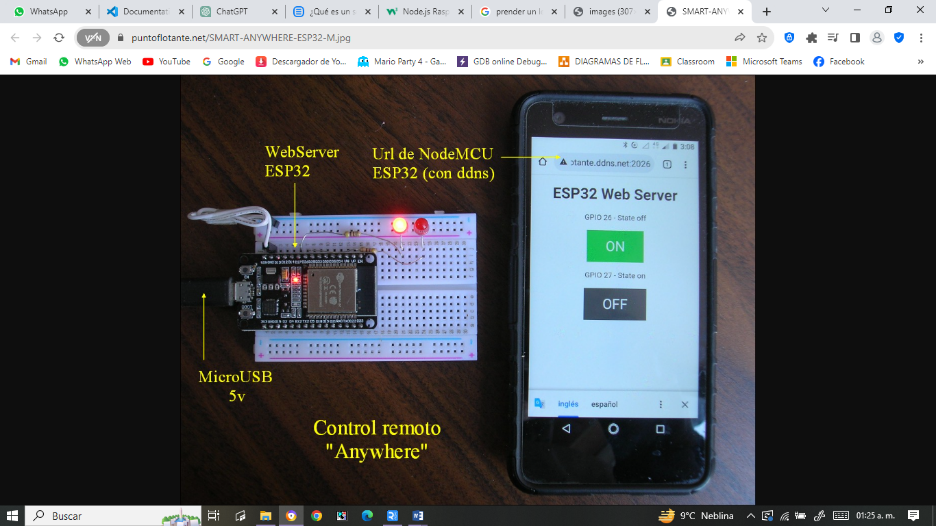 WhatsApp
Documentat
ChatGPT
¿Qué es un s
Node.js Rasp
prender un l
images (307
SMART-ANY
VPN
puntoflotante.net/SMART-ANYWHERE-ESP32-M.jpg
Gmail
WhatsApp Web
YouTube
Google
Descargador de Yo...
Mario Party 4 - Ga...
GDB online Debug...
DIAGRAMAS DE FL...
Classroom
Microsoft Teams
Facebook
»
NOKIA
3:08
WebServer
ESP32
Url de NodeMCU
ESP32 (con ddns)
otante.ddns.net:2026
ESP32 Web Server
GPIO 26 - State off
ON
GPIO 27 - State on
OFF
MicroUSB
5v
inglés español
Control remoto
"Anywhere"
Buscar
9°C Neblina
01:25 a. m.